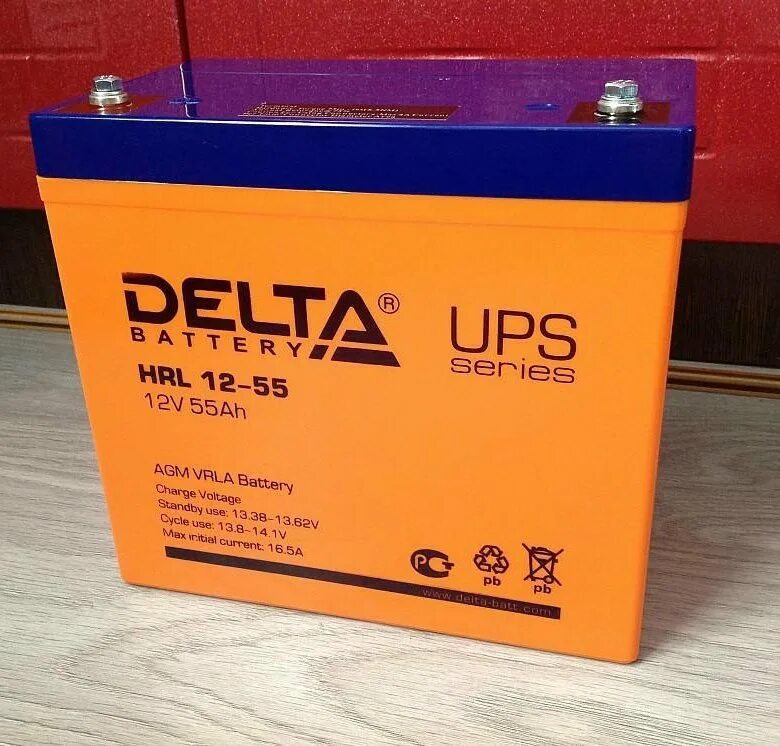 DELTA®
BATTERY
UPS
series
HRL 12-55
12V 55Ah
AGM VRLA Battery
Charge Voltage
Standby use: 13.38-13.62V
Cycle use: 13.8-14.1V
Max initial current: 16.5A
PCT
pb
pb
www.delta-batt.com